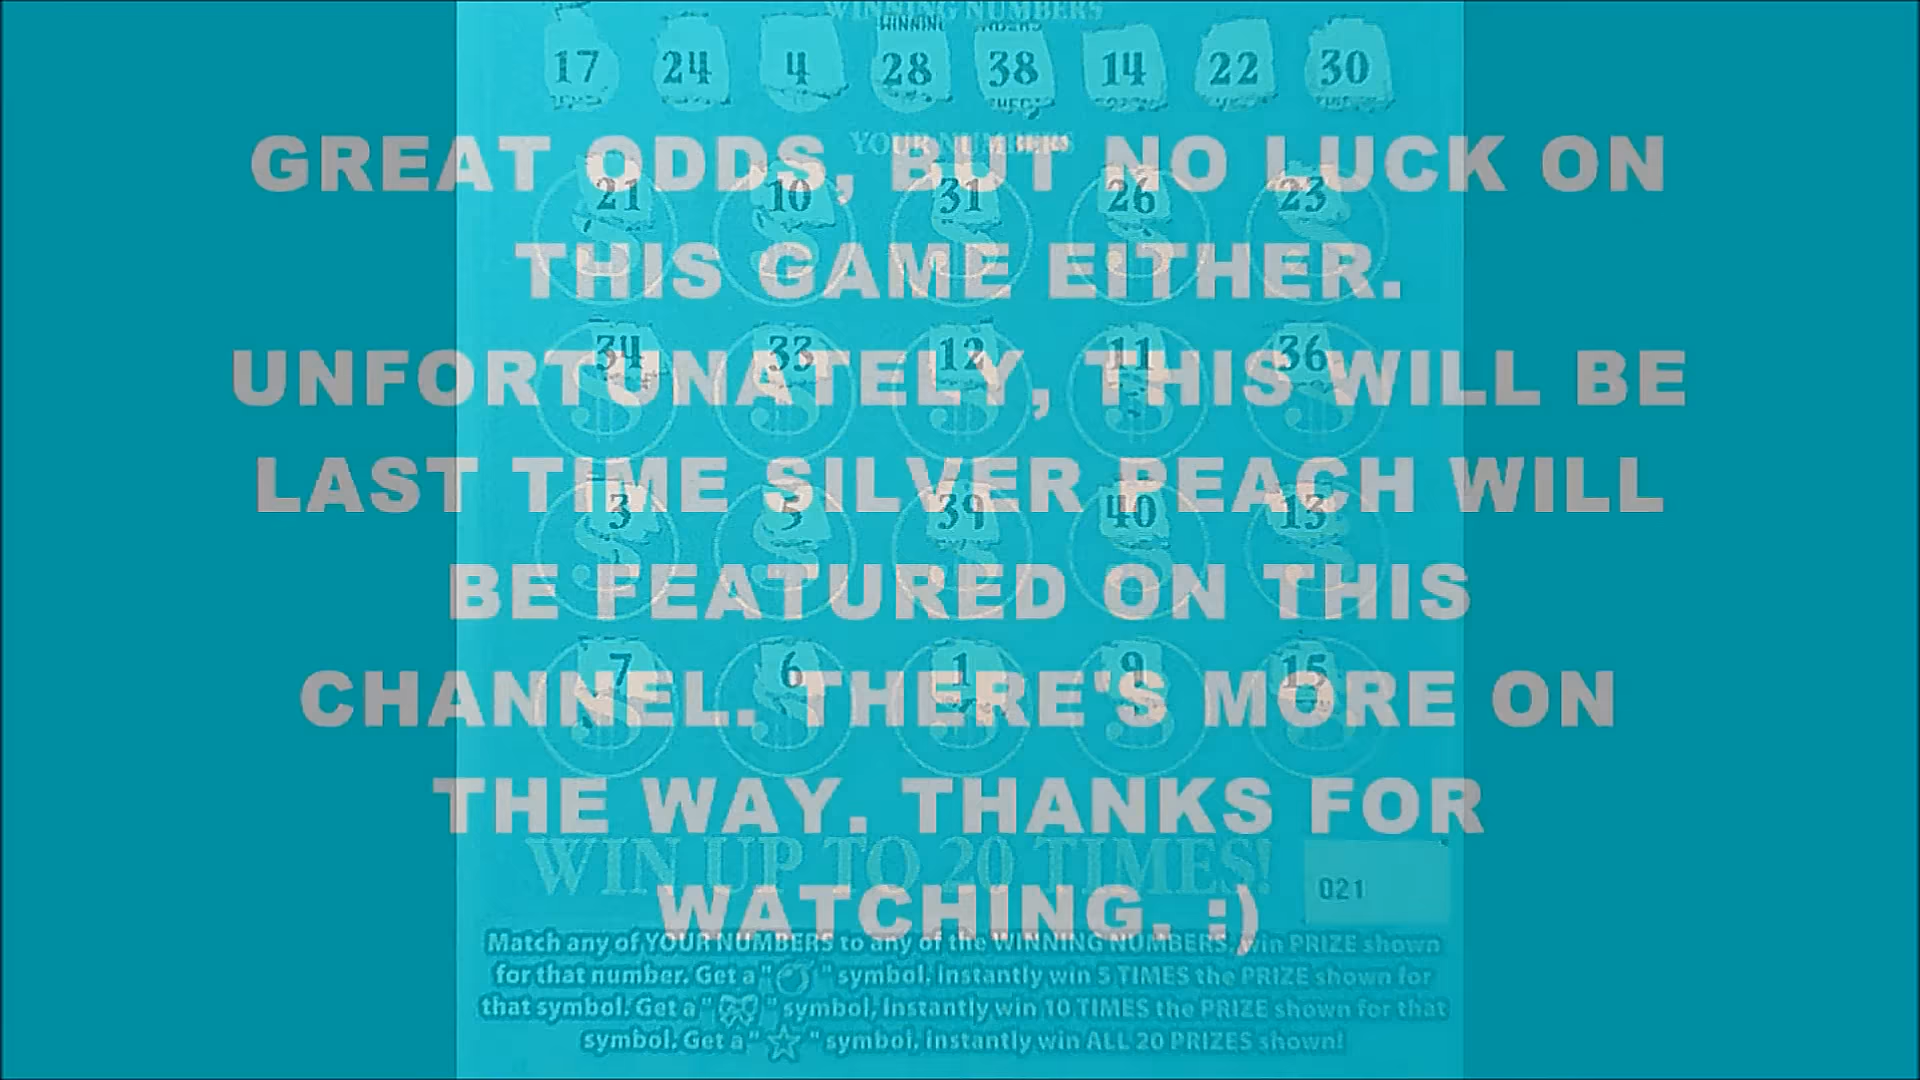 WINNING NUMBERS
WINNING NUMBERS
17 24 4 28 38 14 22 30
YOUR NUMBERS
GREAT ODDS, BUT NO LUCK ON
21 10 31 26 23
THIS GAME EITHER.
34 33 12 11 36
UNFORTUNATELY, THIS WILL BE
LAST TIME SILVER PEACH WILL
3 5 39 40 13
BE FEATURED ON THIS
7 6 1 9 15
CHANNEL. THERE'S MORE ON
THE WAY. THANKS FOR
WIN UP TO 20 TIMES!
021
WATCHING. :)
Match any of YOUR NUMBERS to any of the WINNING NUMBERS, win PRIZE shown
for that number. Get a " " symbol, instantly win 5 TIMES the PRIZE shown for
that symbol. Get a " " symbol, instantly win 10 TIMES the PRIZE shown for that
symbol. Get a " " symbol, instantly win ALL 20 PRIZES shown!